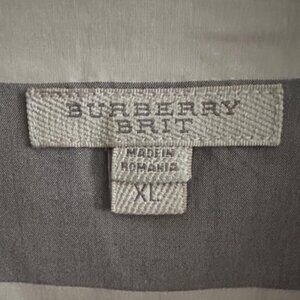 BURBERRY
BRIT
MADE IN
ROMANIA
XL